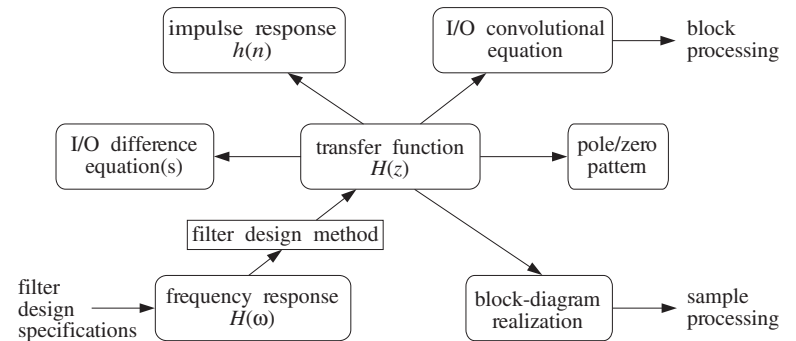 impulse response
h(n)
I/O convolutional
equation
block
processing
I/O difference
equation(s)
transfer function
H(z)
pole/zero
pattern
filter design method
filter
design
specifications
frequency response
H(ω)
block-diagram
realization
sample
processing